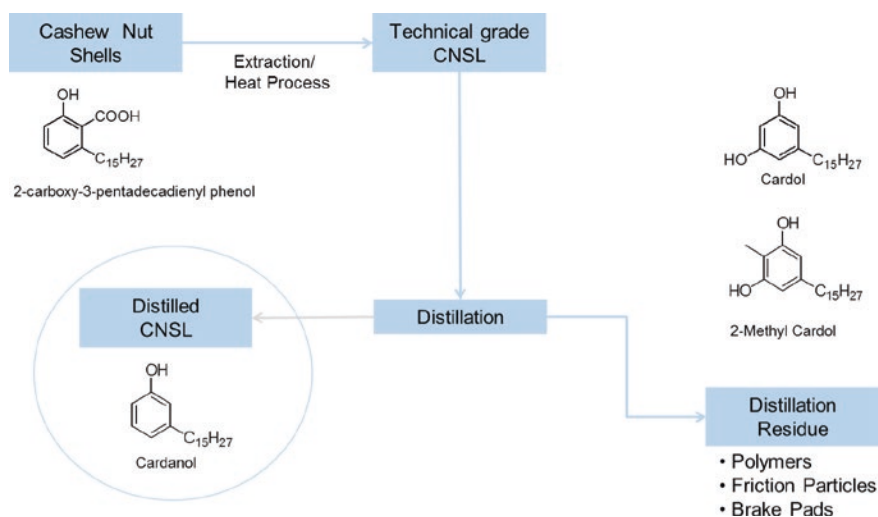 Cashew Nut
Shells
Extraction/
Heat Process
Technical grade
CNSL
OH
COOH
C15H27
2-carboxy-3-pentadecadienyl phenol
OH
HO
C15H27
Cardol
OH
HO
C15H27
2-Methyl Cardol
Distilled
CNSL
Distillation
OH
C15H27
Cardanol
Distillation
Residue
• Polymers
• Friction Particles
• Brake Pads